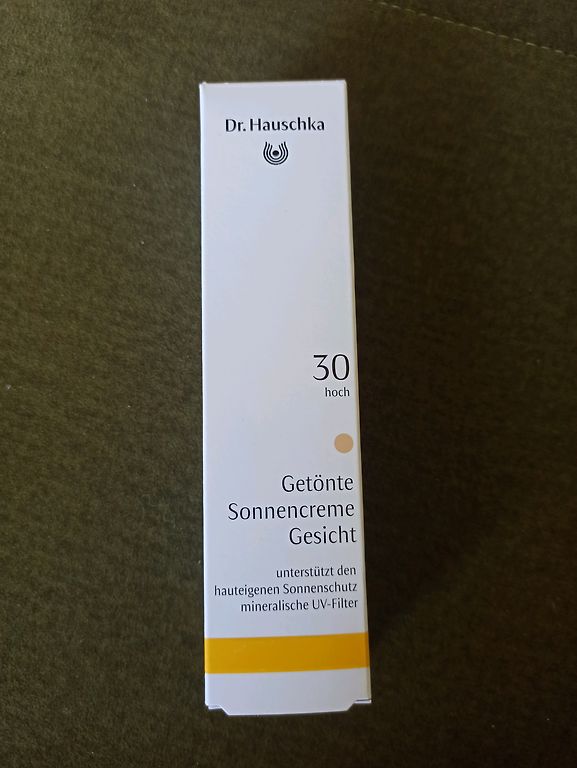 Dr. Hauschka
30
hoch
Getönte
Sonnencreme
Gesicht
unterstützt den
hauteigenen Sonnenschutz
mineralische UV-Filter